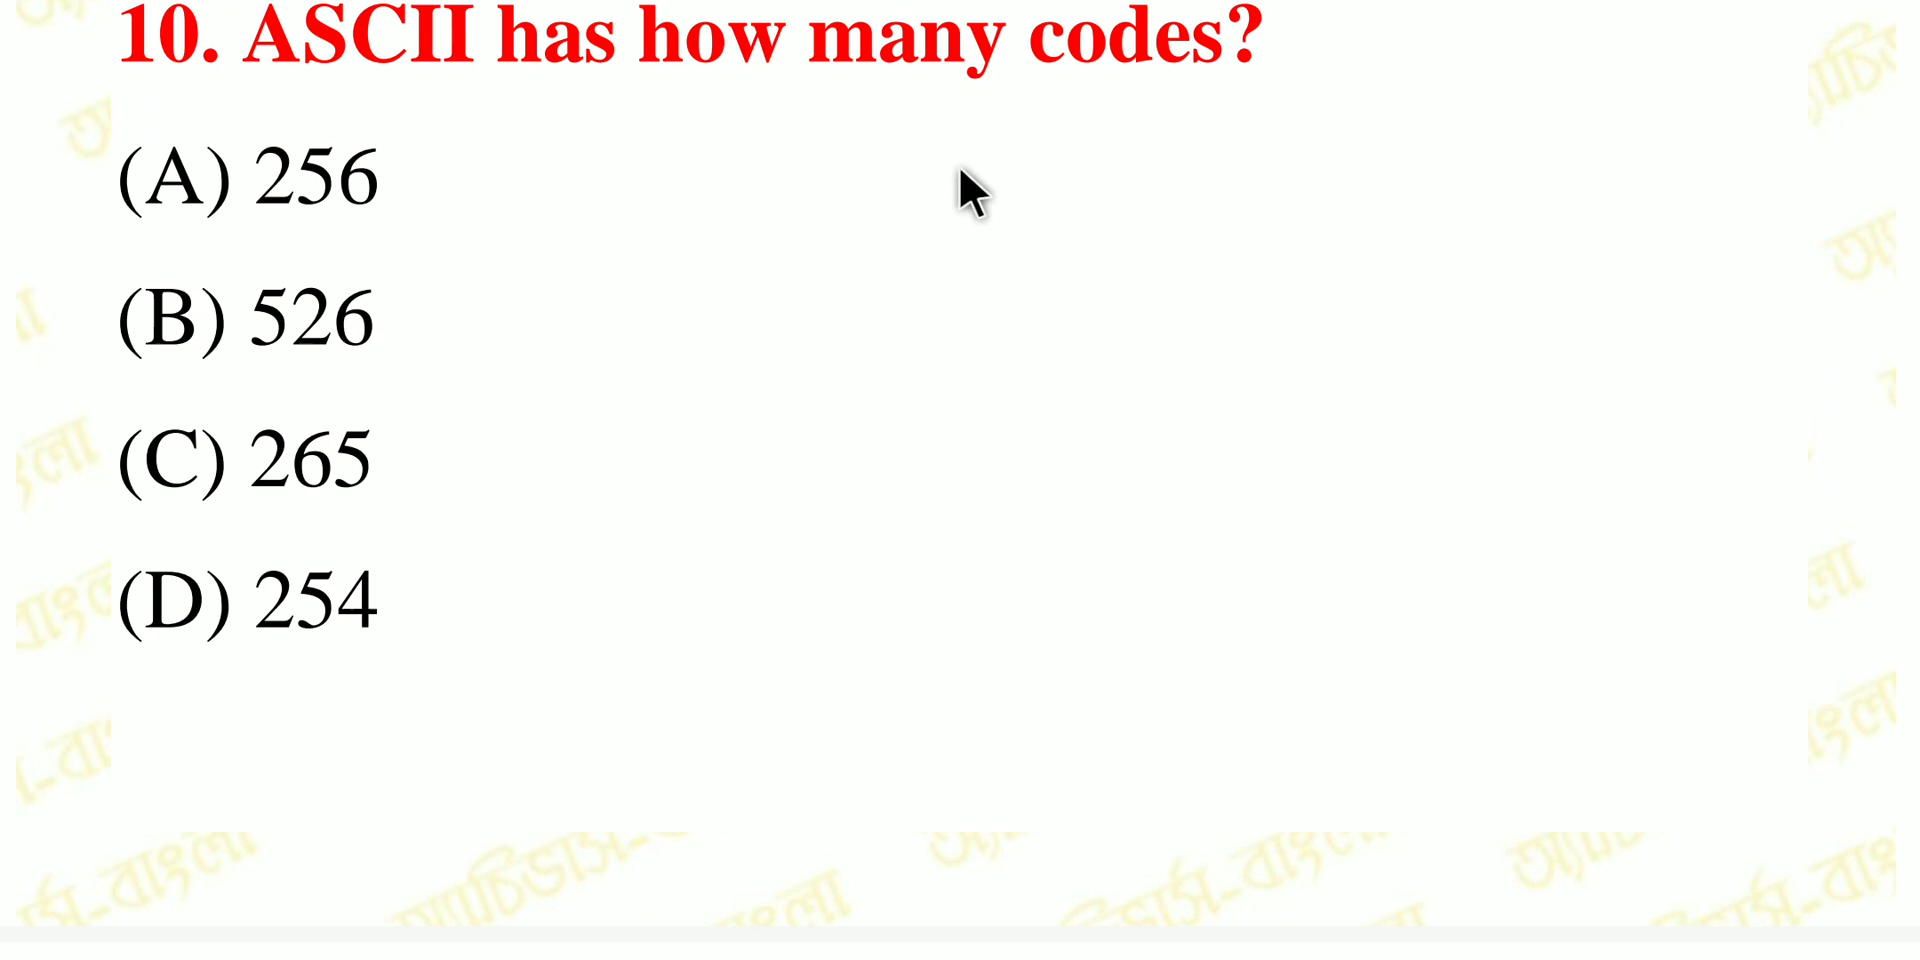 10. ASCII has how many codes?
(A) 256
(B) 526
(C) 265
(D) 254